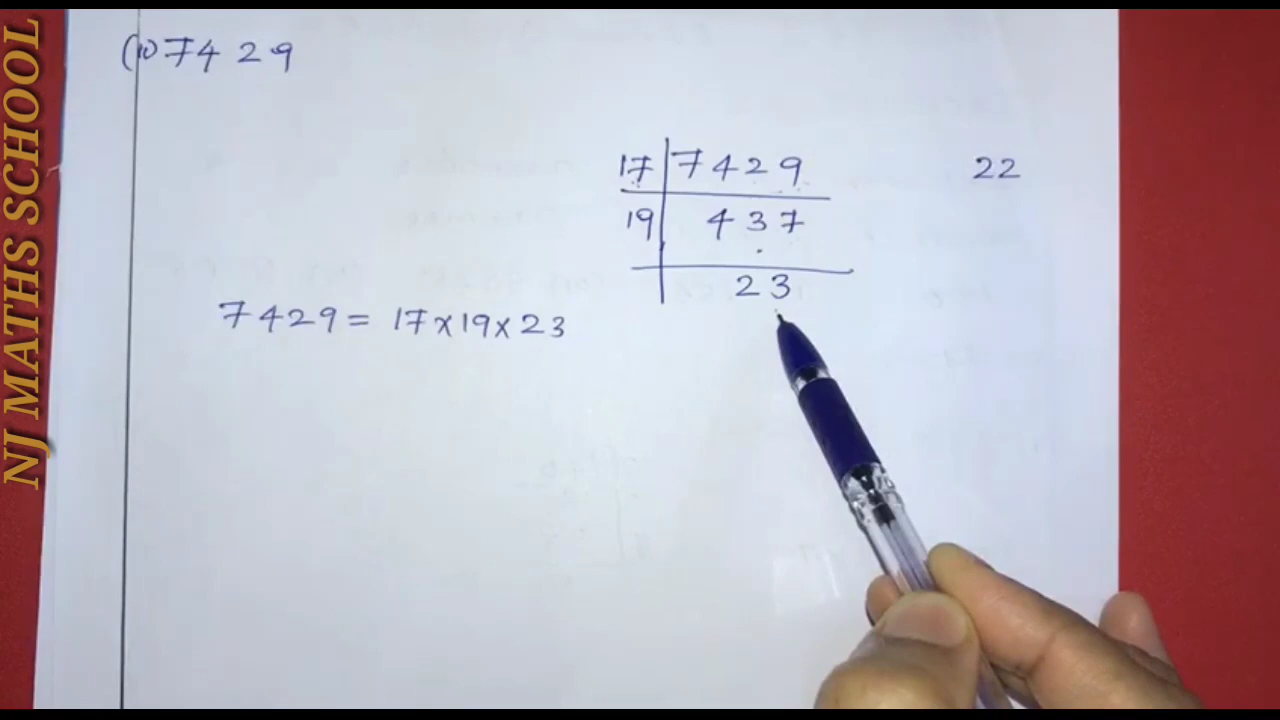 NJ MATHS SCHOOL
7429
17 7429 22
19 437
23
7429 = 17×19×23